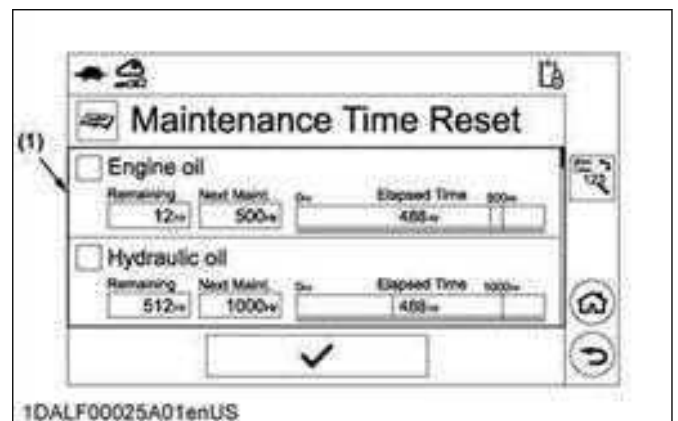 Maintenance Time Reset
(1)
Engine oil
Remaining Next Maint. 0Hr Elapsed Time 500Hr
12Hr 500Hr 488Hr
123
Hydraulic oil
Remaining Next Maint. 0Hr Elapsed Time 1000Hr
512Hr 1000Hr 488Hr
1DALF00025A01enUS